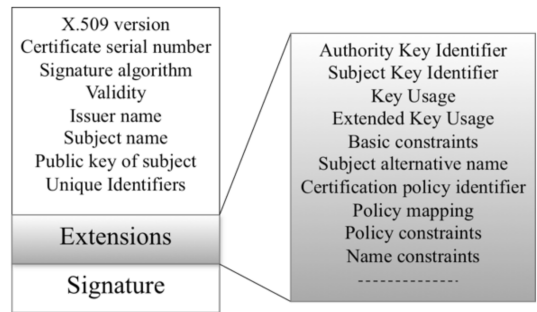 X.509 version
Certificate serial number
Signature algorithm
Validity
Issuer name
Subject name
Public key of subject
Unique Identifiers
Extensions
Signature
Authority Key Identifier
Subject Key Identifier
Key Usage
Extended Key Usage
Basic constraints
Subject alternative name
Certification policy identifier
Policy mapping
Policy constraints
Name constraints
--------------